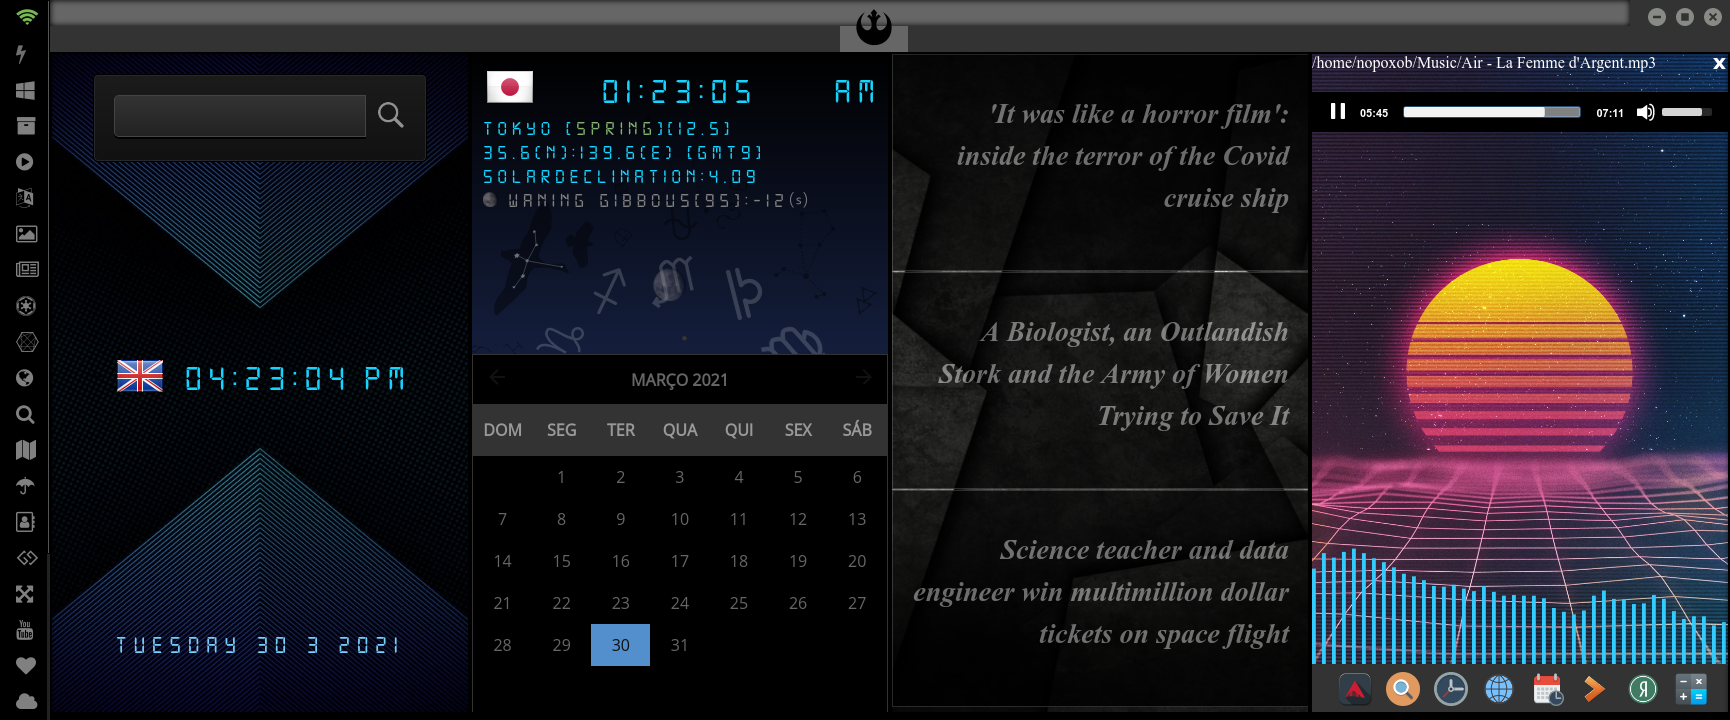 04:23:04 PM
TUESDAY 30 3 2021
01:23:05 AM
TOKYO [SPRING][12.5]
35.6(N):139.6(E) [GMT9]
SOLARDECLINATION:4.09
WANING GIBBOUS(95):-12(s)
MARÇO 2021
DOM SEG TER QUA QUI SEX SÁB
1 2 3 4 5 6
7 8 9 10 11 12 13
14 15 16 17 18 19 20
21 22 23 24 25 26 27
28 29 30 31
'It was like a horror film':
inside the terror of the Covid
cruise ship
A Biologist, an Outlandish
Stork and the Army of Women
Trying to Save It
Science teacher and data
engineer win multimillion dollar
tickets on space flight
/home/nopoxob/Music/Air - La Femme d'Argent.mp3 x
05:45 07:11
You
Tube
Я